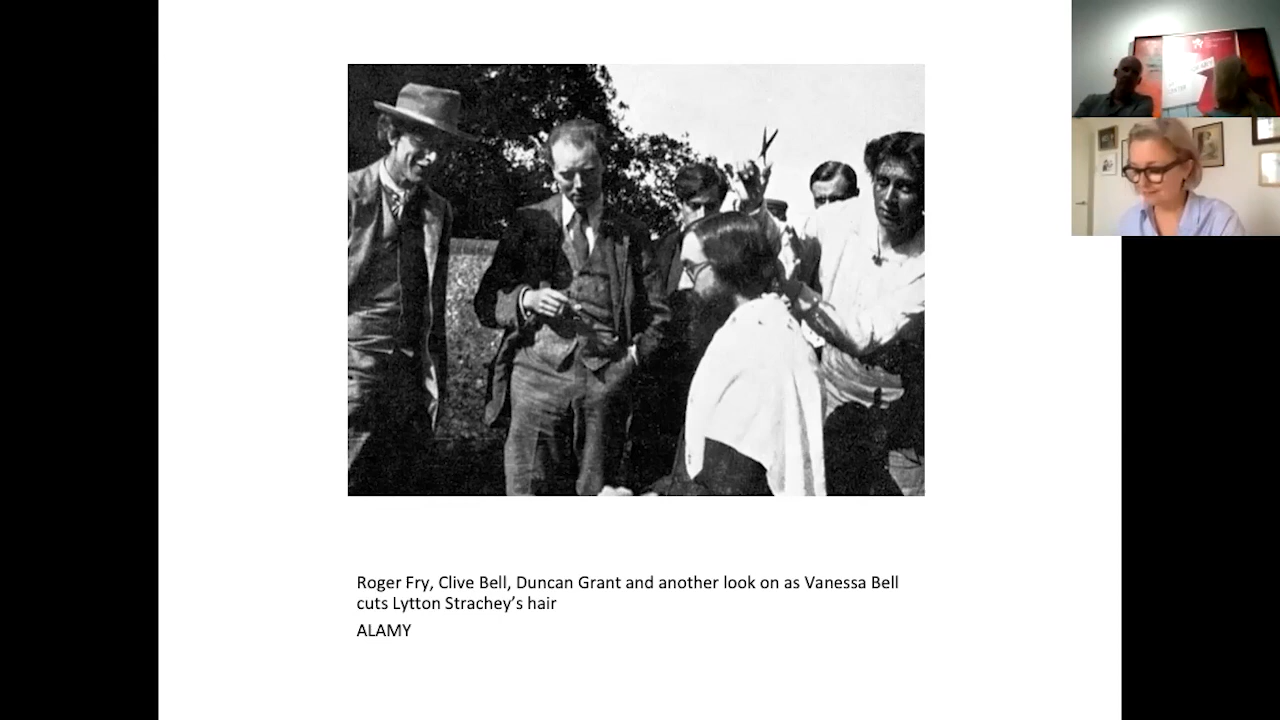 Roger Fry, Clive Bell, Duncan Grant and another look on as Vanessa Bell
cuts Lytton Strachey’s hair
ALAMY